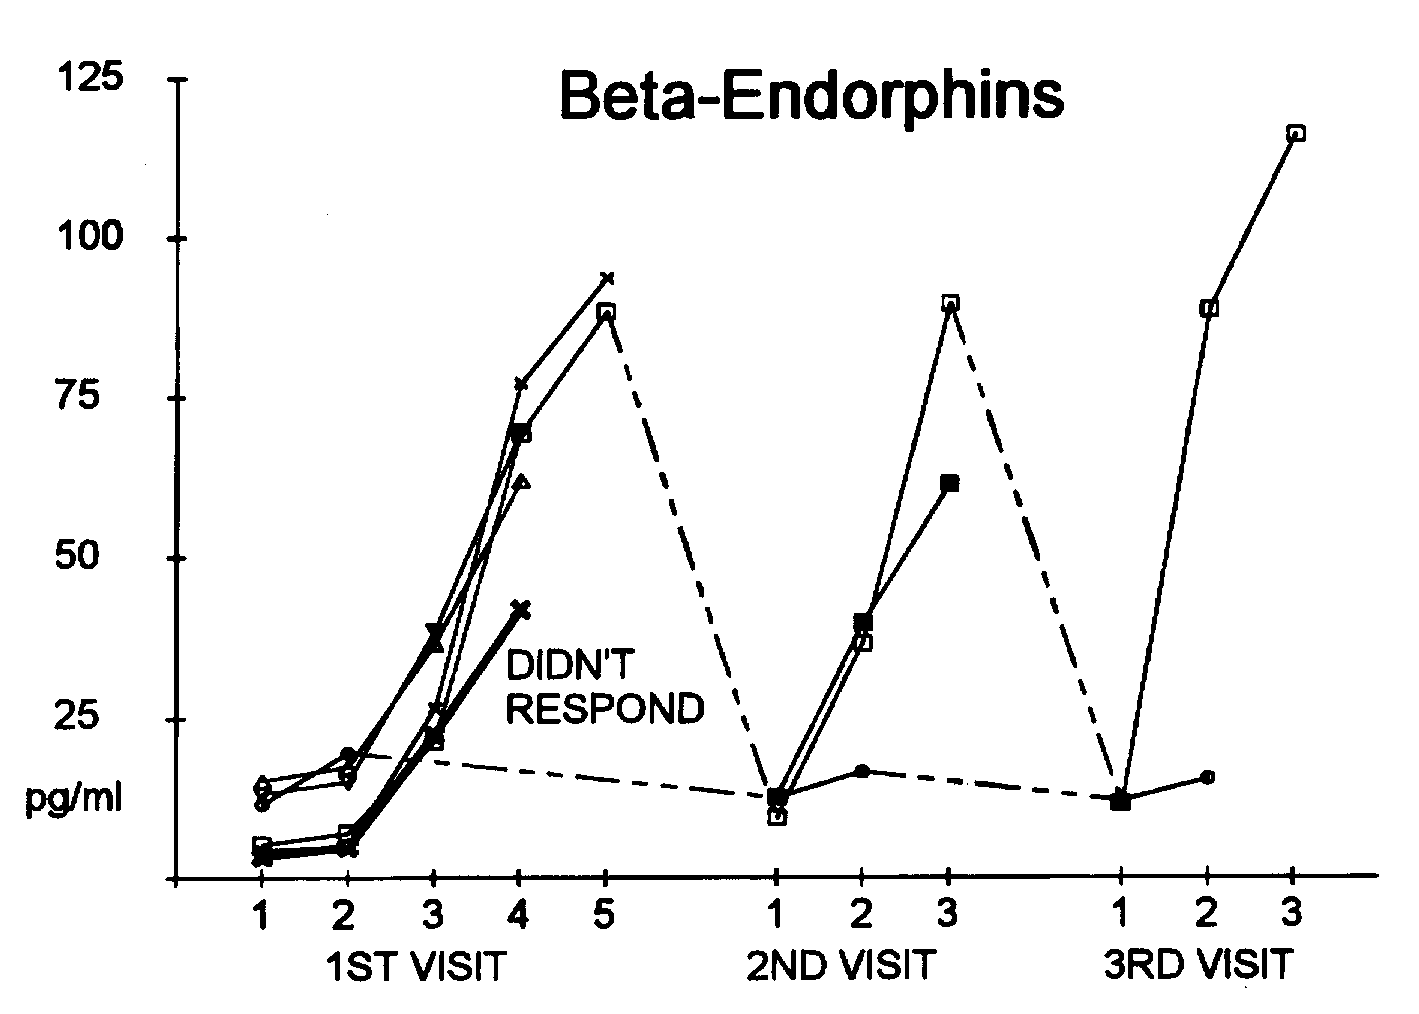 Beta-Endorphins
125
100
75
50
25
pg/ml
DIDN'T
RESPOND
1 2 3 4 5 1 2 3 1 2 3
1ST VISIT 2ND VISIT 3RD VISIT